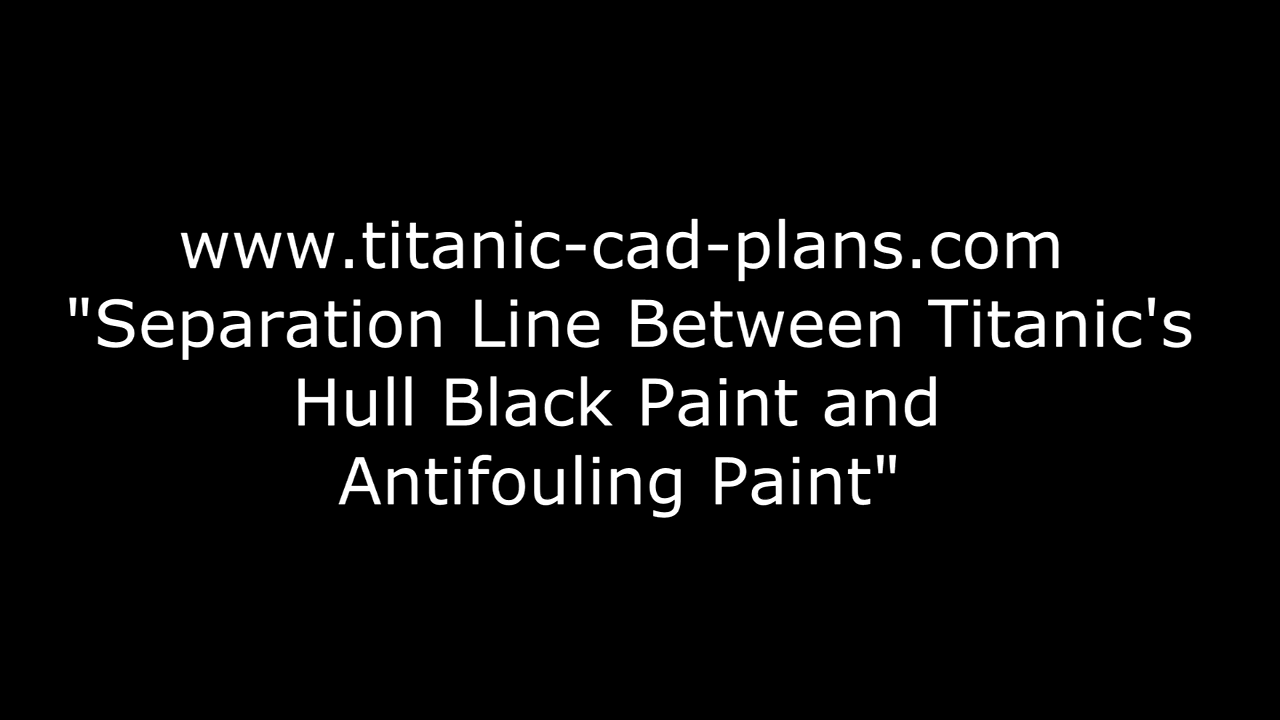 www.titanic-cad-plans.com
"Separation Line Between Titanic's
Hull Black Paint and
Antifouling Paint"